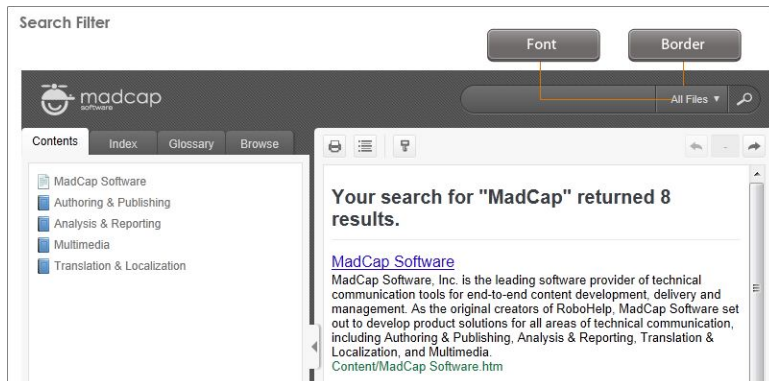 Search Filter
Font
Border
madcap
software
All Files
Contents
Index
Glossary
Browse
MadCap Software
Authoring & Publishing
Analysis & Reporting
Multimedia
Translation & Localization
-
Your search for "MadCap" returned 8
results.
MadCap Software
MadCap Software, Inc. is the leading software provider of technical
communication tools for end-to-end content development, delivery and
management. As the original creators of RoboHelp, MadCap Software set
out to develop product solutions for all areas of technical communication,
including Authoring & Publishing, Analysis & Reporting, Translation &
Localization, and Multimedia.
Content/MadCap Software.htm